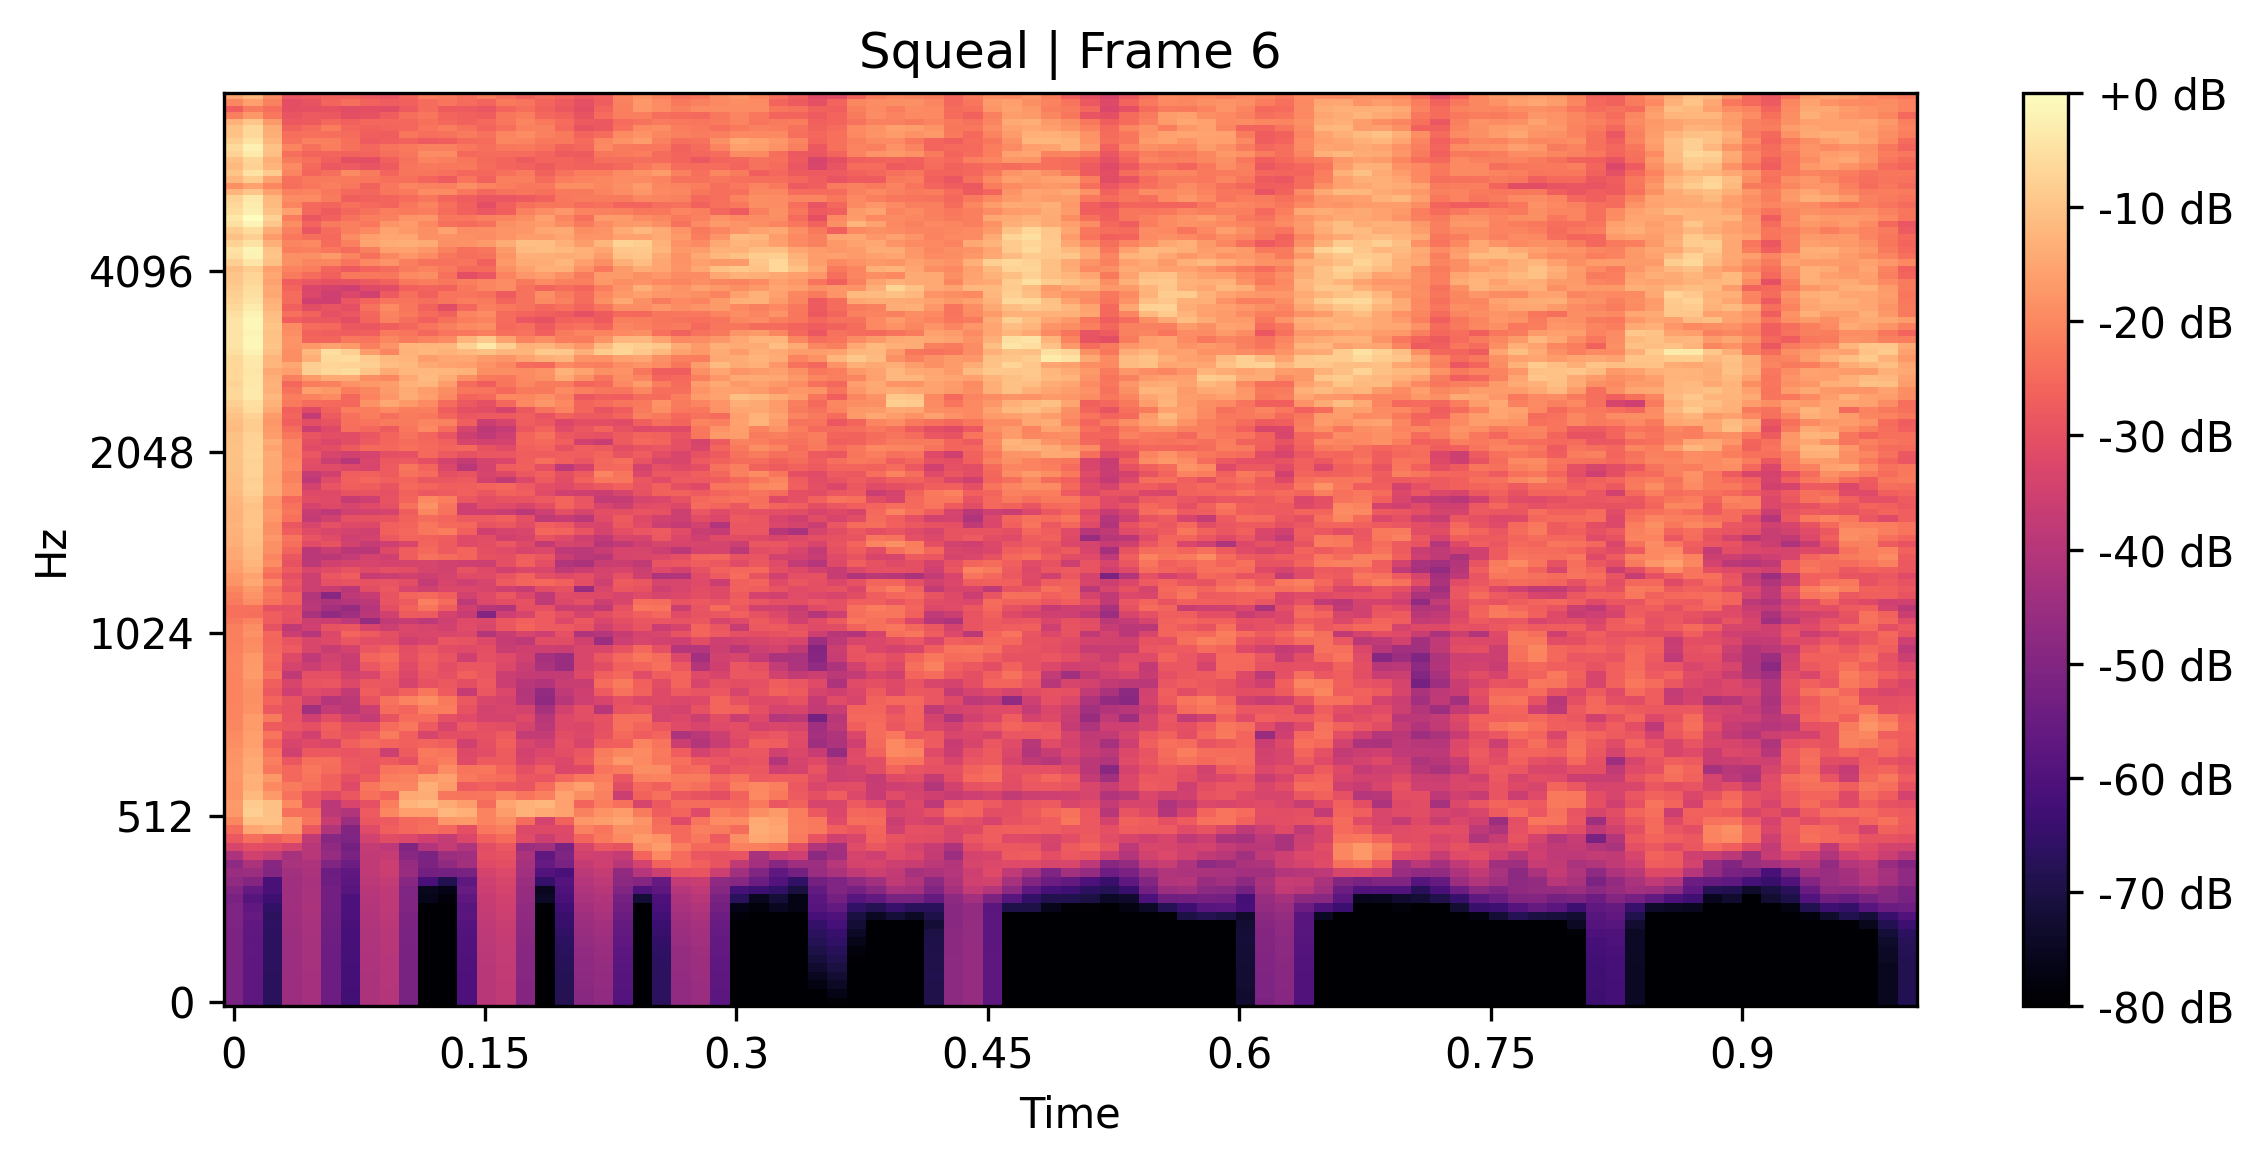 Squeal | Frame 6
+0 dB
-10 dB
-20 dB
-30 dB
-40 dB
-50 dB
-60 dB
-70 dB
-80 dB
Hz
4096
2048
1024
512
0
0 0.15 0.3 0.45 0.6 0.75 0.9
Time